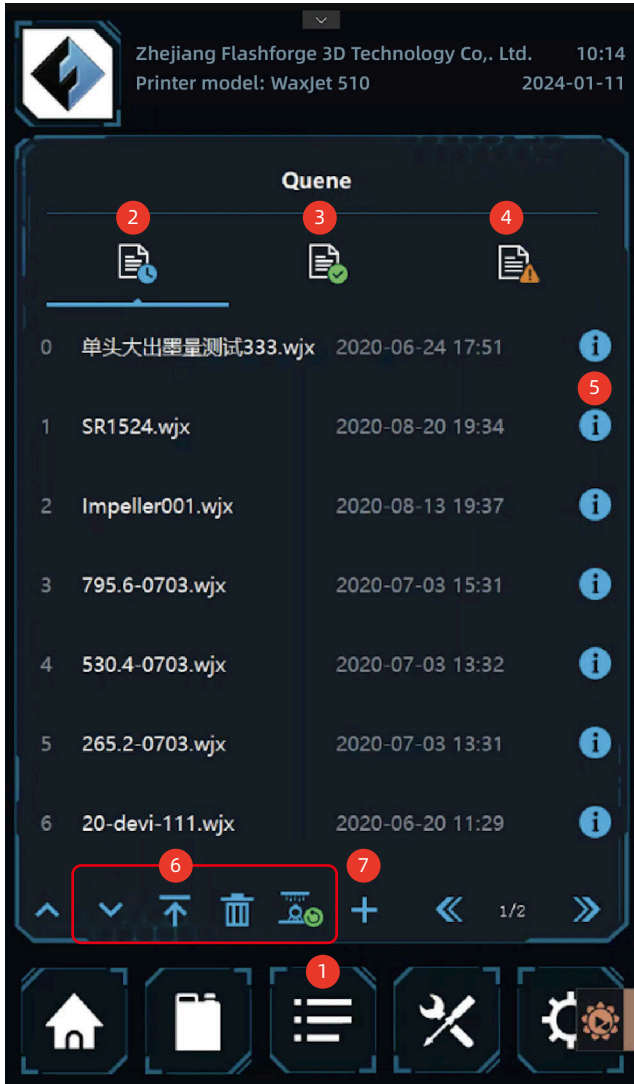 Zhejiang Flashforge 3D Technology Co,. Ltd. 10:14
Printer model: WaxJet 510 2024-01-11
Quene
2 3 4
0 单头大出墨量测试333.wjx 2020-06-24 17:51
5
1 SR1524.wjx 2020-08-20 19:34
2 Impeller001.wjx 2020-08-13 19:37
3 795.6-0703.wjx 2020-07-03 15:31
4 530.4-0703.wjx 2020-07-03 13:32
5 265.2-0703.wjx 2020-07-03 13:31
6 20-devi-111.wjx 2020-06-20 11:29
6 7
1/2
1